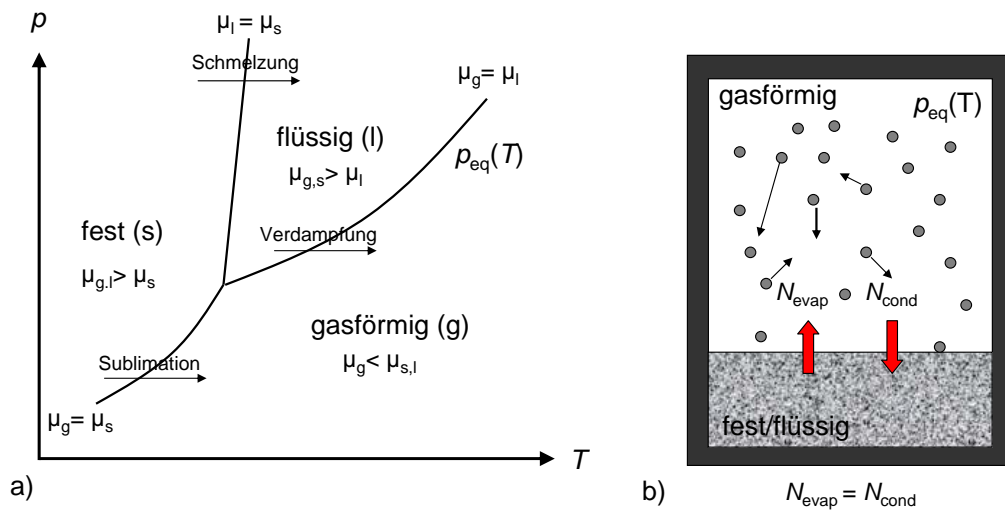 p
μl = μs
Schmelzung
μg= μl
flüssig (l)
μg,s> μl
peq(T)
fest (s)
μg.l> μs
Verdampfung
gasförmig (g)
μg< μs,l
Sublimation
μg= μs
T
a)
gasförmig
peq(T)
Nevap
Ncond
fest/flüssig
b)
Nevap = Ncond